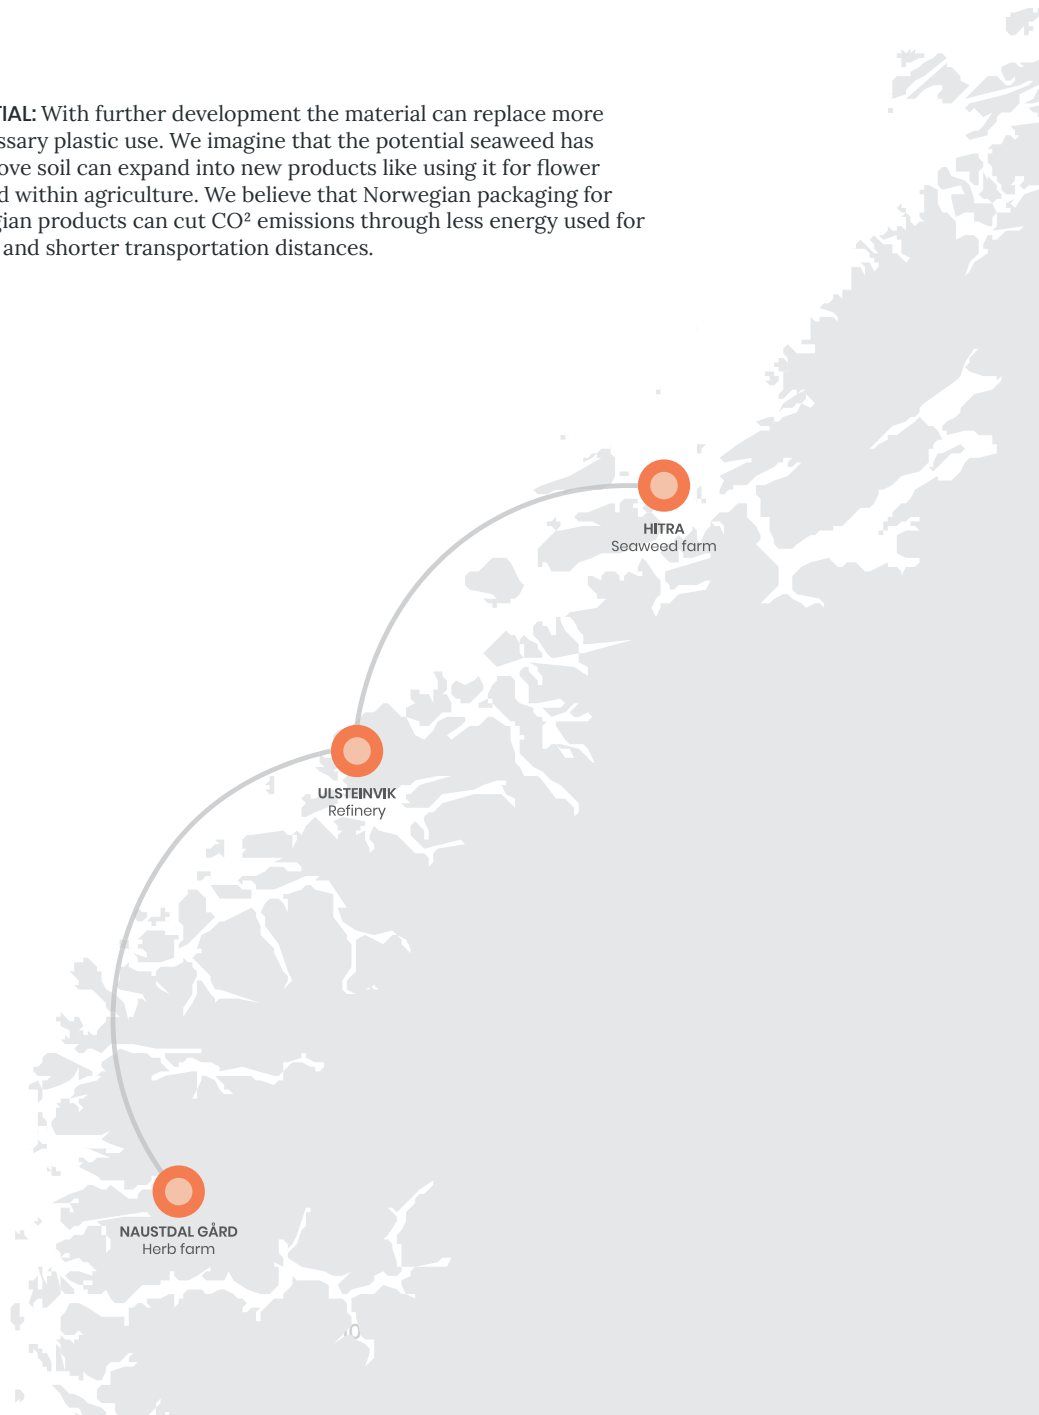 TIAL: With further development the material can replace more
ssary plastic use. We imagine that the potential seaweed has
ove soil can expand into new products like using it for flower
d within agriculture. We believe that Norwegian packaging for
gian products can cut CO² emissions through less energy used for
and shorter transportation distances.
HITRA
Seaweed farm
ULSTEINVIK
Refinery
NAUSTDAL GÅRD
Herb farm